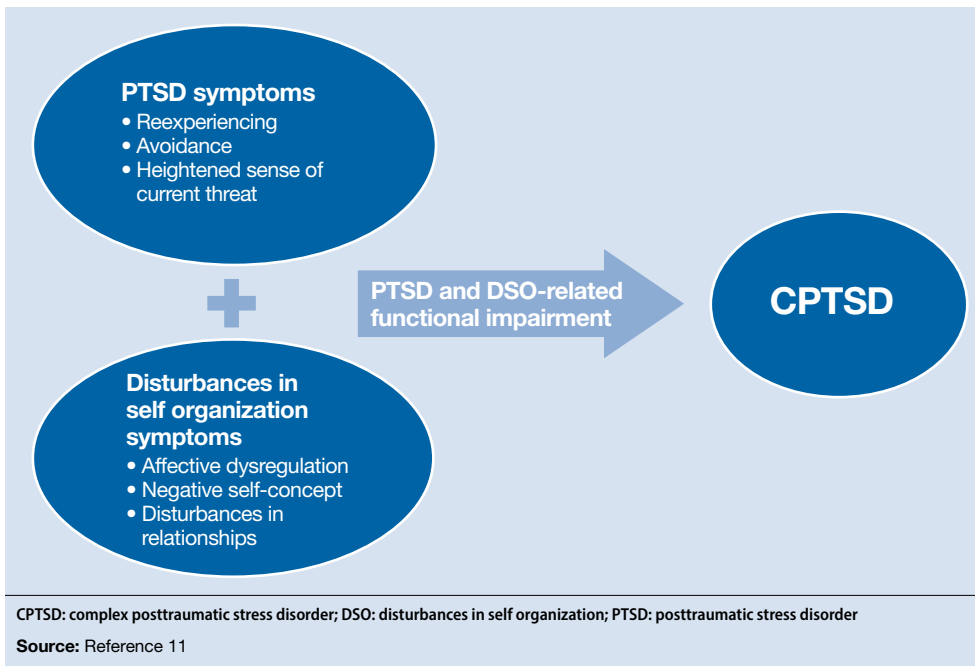 PTSD symptoms
• Reexperiencing
• Avoidance
• Heightened sense of
current threat
PTSD and DSO-related
functional impairment
CPTSD
Disturbances in
self organization
symptoms
• Affective dysregulation
• Negative self-concept
• Disturbances in
relationships
CPTSD: complex posttraumatic stress disorder; DSO: disturbances in self organization; PTSD: posttraumatic stress disorder
Source: Reference 11